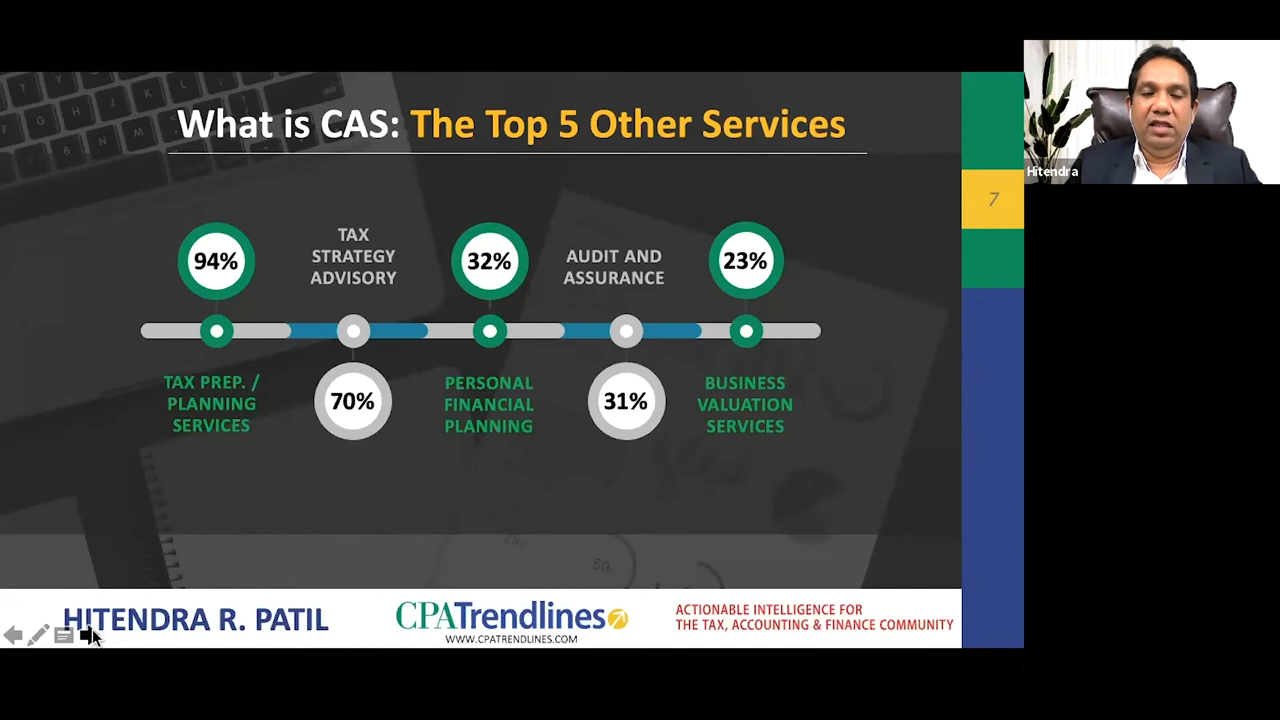 What is CAS: The Top 5 Other Services
7
Hitendra
94%
TAX PREP. /
PLANNING
SERVICES
TAX
STRATEGY
ADVISORY
70%
32%
PERSONAL
FINANCIAL
PLANNING
AUDIT AND
ASSURANCE
31%
23%
BUSINESS
VALUATION
SERVICES
HITENDRA R. PATIL
CPATrendlines
WWW.CPATRENDLINES.COM
ACTIONABLE INTELLIGENCE FOR
THE TAX, ACCOUNTING & FINANCE COMMUNITY